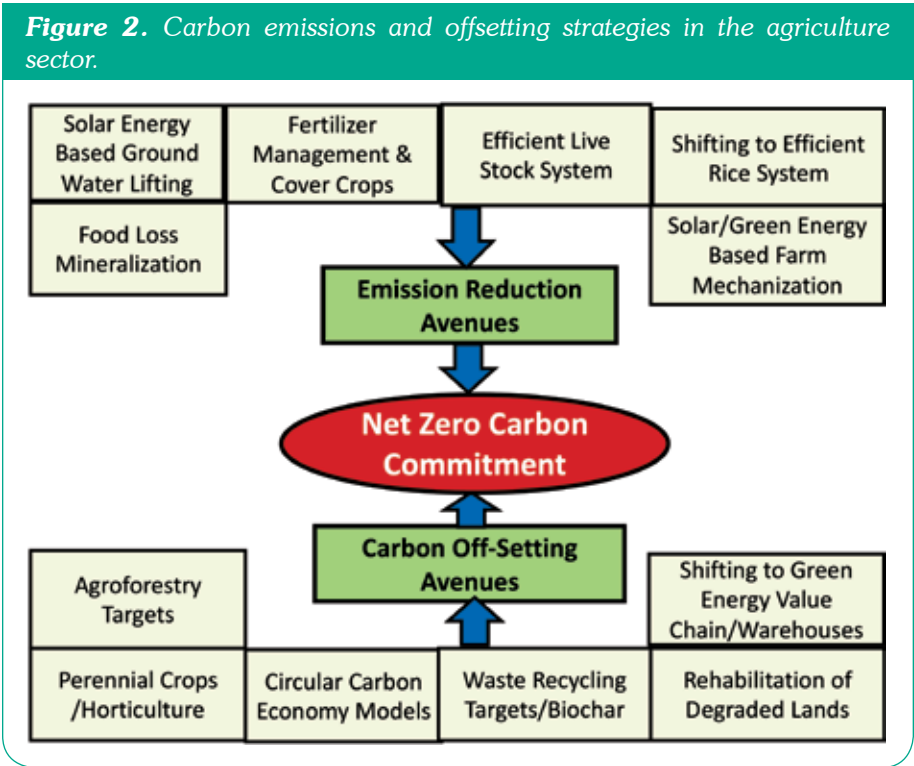 Figure 2. Carbon emissions and offsetting strategies in the agriculture
sector.
Solar Energy
Based Ground
Water Lifting
Fertilizer
Management &
Cover Crops
Efficient Live
Stock System
Shifting to Efficient
Rice System
Food Loss
Mineralization
Solar/Green Energy
Based Farm
Mechanization
Emission Reduction
Avenues
Net Zero Carbon
Commitment
Carbon Off-Setting
Avenues
Agroforestry
Targets
Shifting to Green
Energy Value
Chain/Warehouses
Perennial Crops
/Horticulture
Circular Carbon
Economy Models
Waste Recycling
Targets/Biochar
Rehabilitation of
Degraded Lands